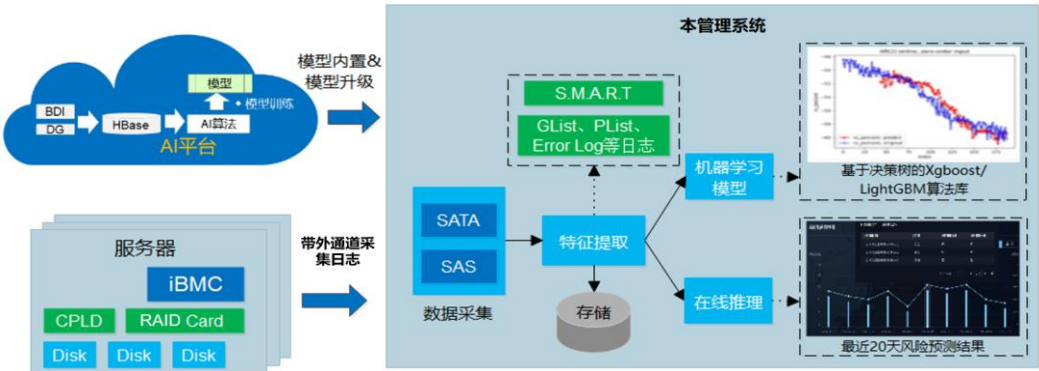 模型
模型训练
BDI
DG
HBase
AI算法
AI平台
模型内置&
模型升级
服务器
iBMC
CPLD
RAID Card
Disk
Disk
Disk
带外通道采
集日志
本管理系统
S.M.A.R.T
GList、PList、
Error Log等日志
SATA
SAS
数据采集
特征提取
存储
机器学习
模型
在线推理
基于决策树的Xgboost/
LightGBM算法库
最近20天风险预测结果